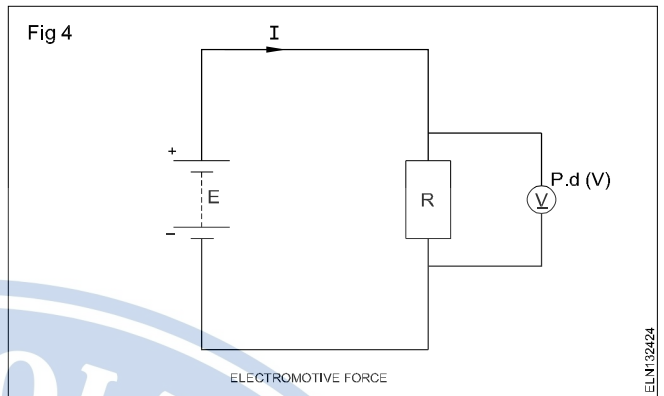 Fig 4
I
+
E
−
R
P.d (V)
V
ELECTROMOTIVE FORCE
ELN132424